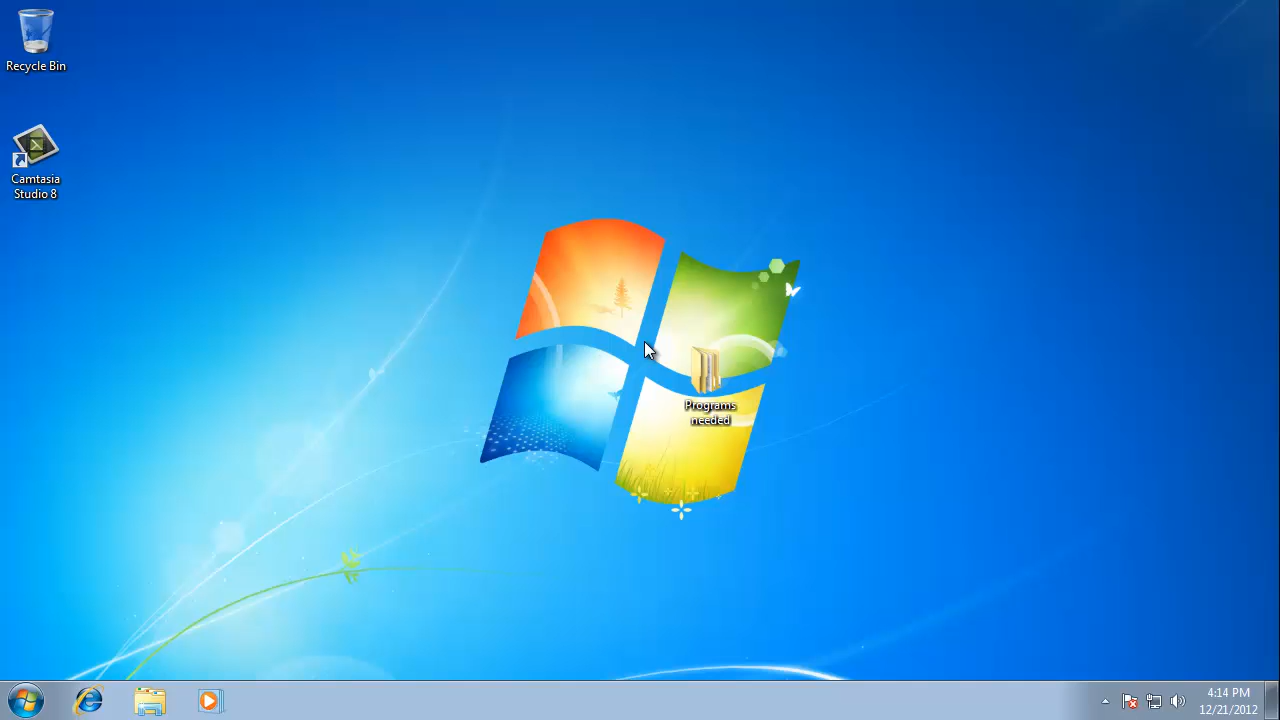 Recycle Bin
Camtasia
Studio 8
Programs
needed
4:14 PM
12/21/2012